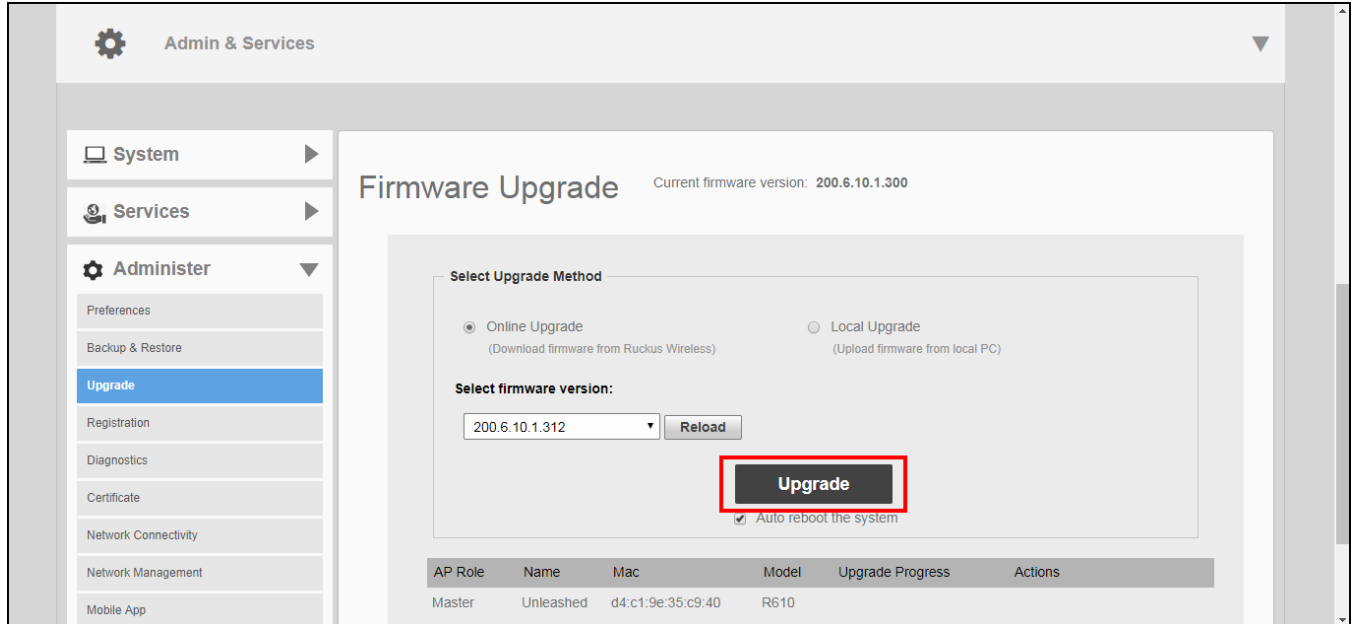 Admin & Services
System
Services
Administer
Preferences
Backup & Restore
Upgrade
Registration
Diagnostics
Certificate
Network Connectivity
Network Management
Mobile App
Firmware Upgrade Current firmware version: 200.6.10.1.300
Select Upgrade Method
Online Upgrade Local Upgrade
(Download firmware from Ruckus Wireless) (Upload firmware from local PC)
Select firmware version:
200.6.10.1.312 Reload
Upgrade
Auto reboot the system
AP Role Name Mac Model Upgrade Progress Actions
Master Unleashed d4:c1:9e:35:c9:40 R610